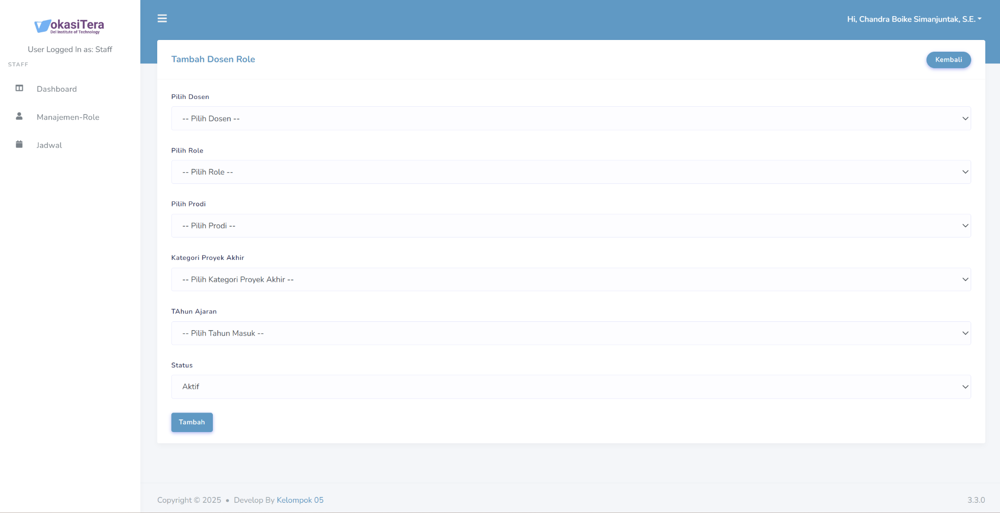 okasiTera
Del Institute of Technology
User Logged In as: Staff
STAFF
Dashboard
Manajemen-Role
Jadwal
Hi, Chandra Boike Simanjuntak, S.E.
Tambah Dosen Role
Kembali
Pilih Dosen
-- Pilih Dosen --
Pilih Role
-- Pilih Role --
Pilih Prodi
-- Pilih Prodi --
Kategori Proyek Akhir
-- Pilih Kategori Proyek Akhir --
TAhun Ajaran
-- Pilih Tahun Masuk --
Status
Aktif
Tambah
Copyright © 2025 • Develop By Kelompok 05
3.3.0